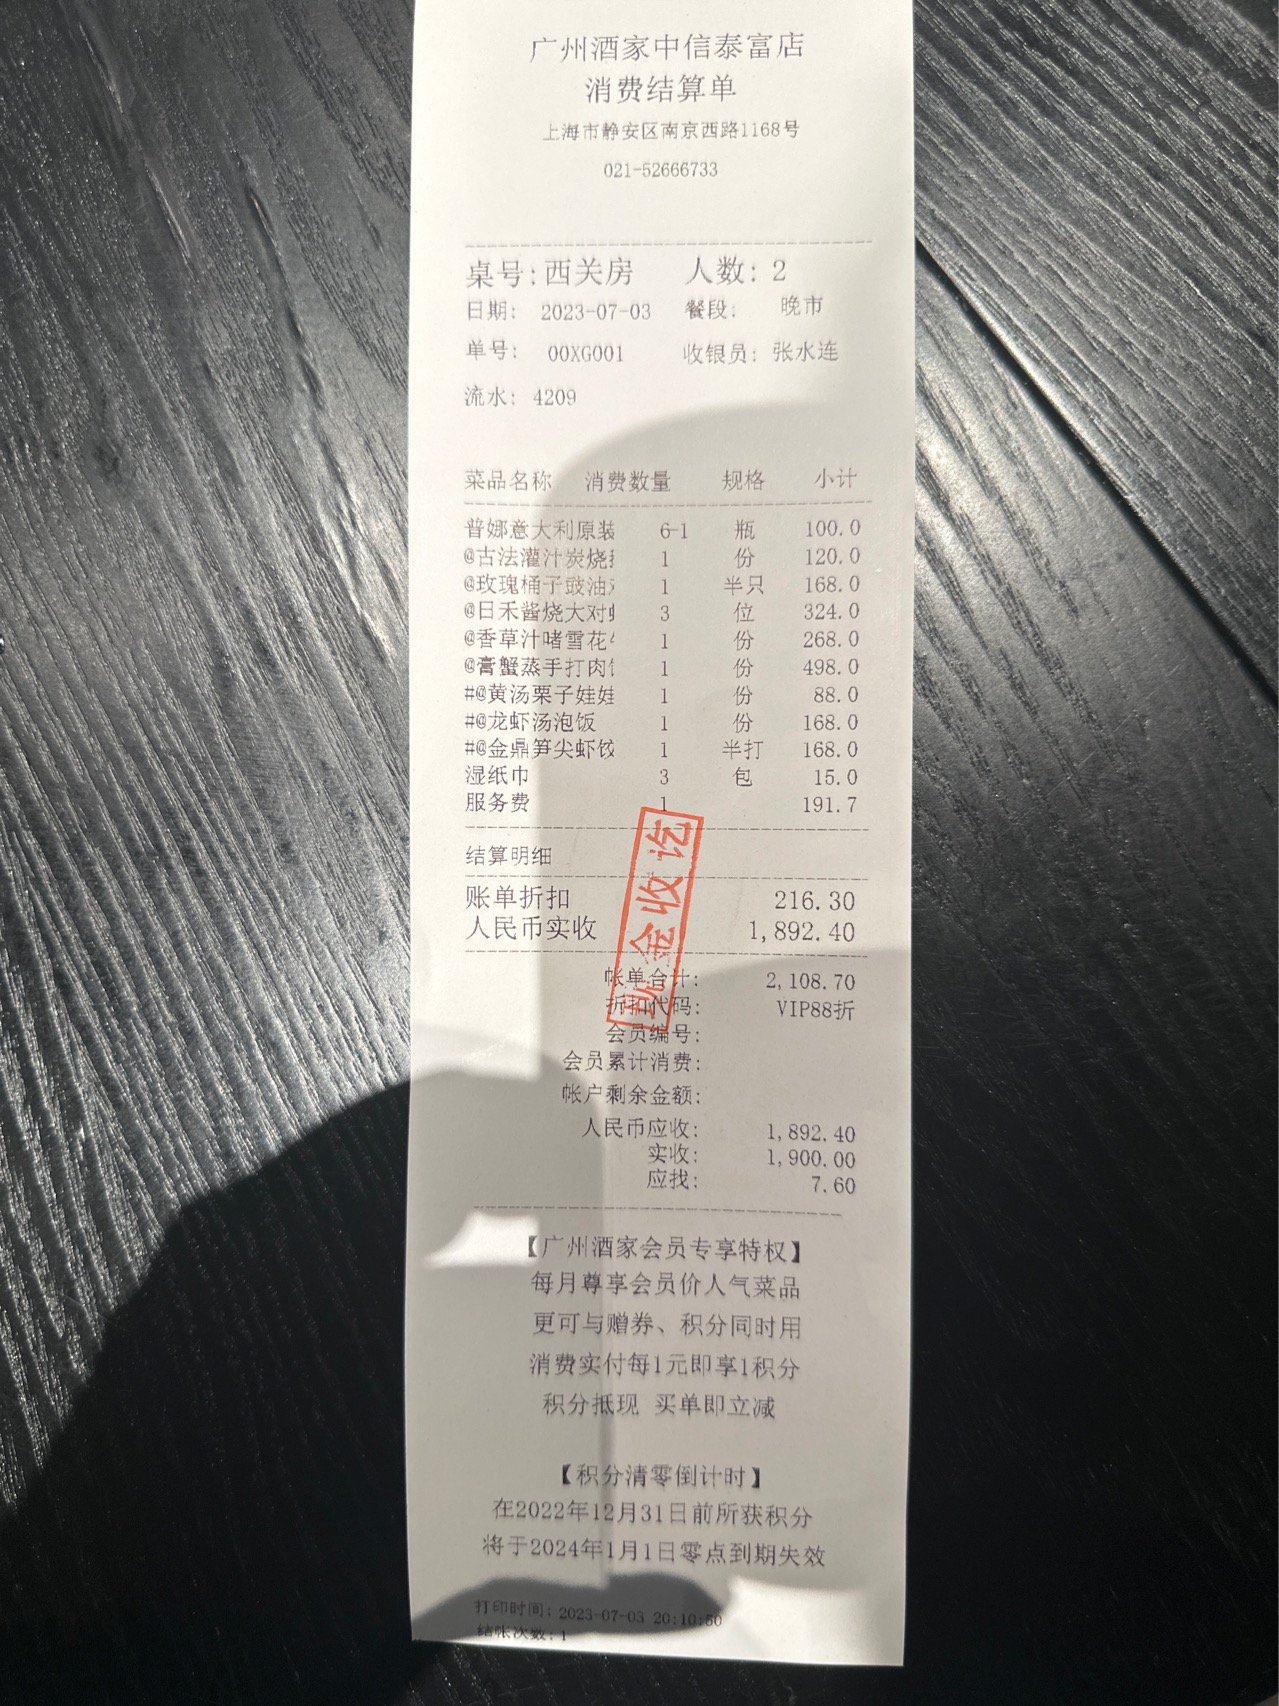 广州酒家中信泰富店
消费结算单
上海市静安区南京西路1168号
021-52666733
桌号:西关房 人数: 2
日期: 2023-07-03 餐段: 晚市
单号: 00XG001 收银员: 张水连
流水: 4209
菜品名称 消费数量 规格 小计
普娜意大利原装 6-1 瓶 100.0
@古法灌汁炭烧 1 份 120.0
@玫瑰桶子豉油 1 半只 168.0
@日禾酱烧大对虾 3 位 324.0
@香草汁啫雪花 1 份 268.0
@膏蟹蒸手打肉 1 份 498.0
#@黄汤栗子娃娃 1 份 88.0
#@龙虾汤泡饭 1 份 168.0
#@金鼎笋尖虾饺 1 半打 168.0
湿纸巾 3 包 15.0
服务费 1 191.7
结算明细
账单折扣 216.30
人民币实收 1,892.40
现金收讫
帐单合计: 2,108.70
折扣代码: VIP88折
会员编号:
会员累计消费:
帐户剩余金额:
人民币应收: 1,892.40
实收: 1,900.00
应找: 7.60
【广州酒家会员专享特权】
每月尊享会员价人气菜品
更可与赠券、积分同时用
消费实付每1元即享1积分
积分抵现 买单即立减
【积分清零倒计时】
在2022年12月31日前所获积分
将于2024年1月1日零点到期失效
打印时间: 2023-07-03 20:10:50
结帐次数: 1